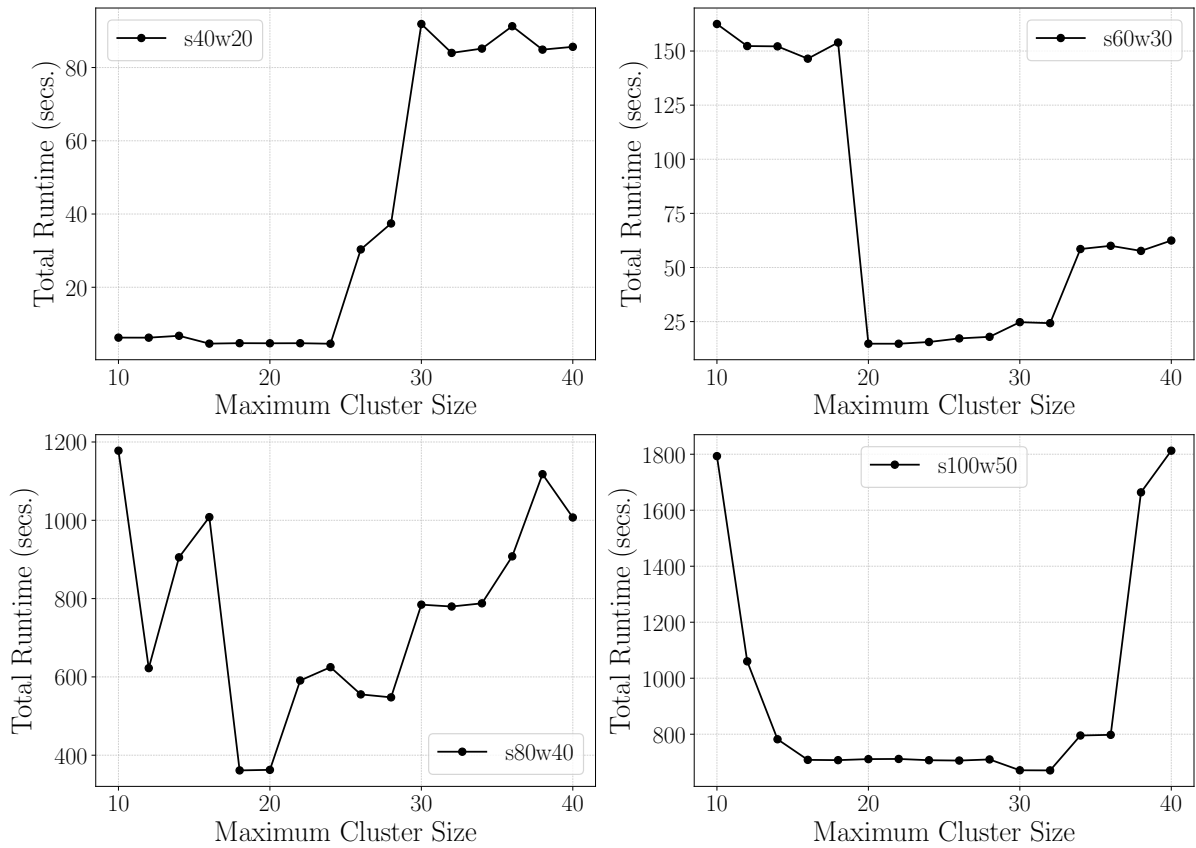 s40w20
80
60
40
20
10 20 30 40
Total Runtime (secs.)
Maximum Cluster Size
s60w30
150
125
100
75
50
25
10 20 30 40
Total Runtime (secs.)
Maximum Cluster Size
1200
1000
800
600
400
s80w40
10 20 30 40
Total Runtime (secs.)
Maximum Cluster Size
s100w50
1800
1600
1400
1200
1000
800
10 20 30 40
Total Runtime (secs.)
Maximum Cluster Size